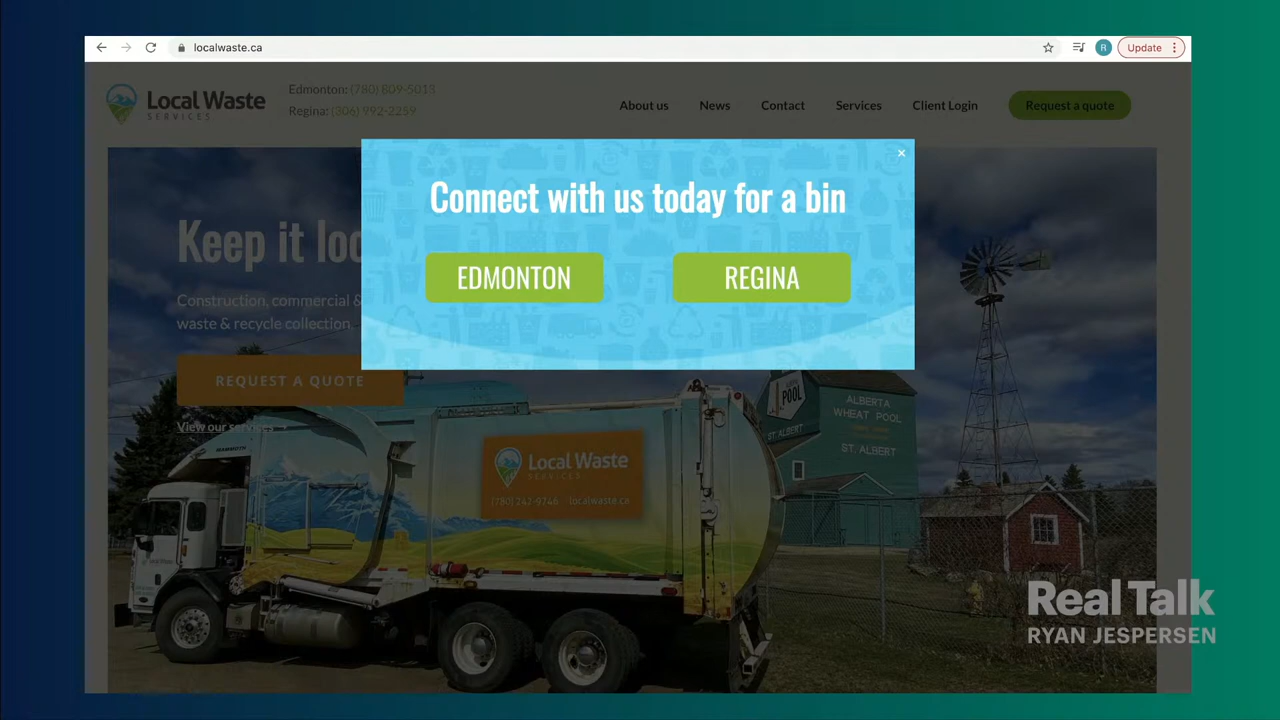 localwaste.ca
R
Update
Local Waste
SERVICES
Edmonton: (780) 809-5013
Regina: (306) 992-2259
About us
News
Contact
Services
Client Login
Request a quote
×
Connect with us today for a bin
EDMONTON
REGINA
Keep it loc
Construction, commercial &
waste & recycle collection
REQUEST A QUOTE
View our services
MAMMOTH
Local Waste
SERVICES
(780) 242-9746 localwaste.ca
POOL
ST. ALBERT
ALBERTA
WHEAT POOL
ST. ALBERT
Real Talk
RYAN JESPERSEN